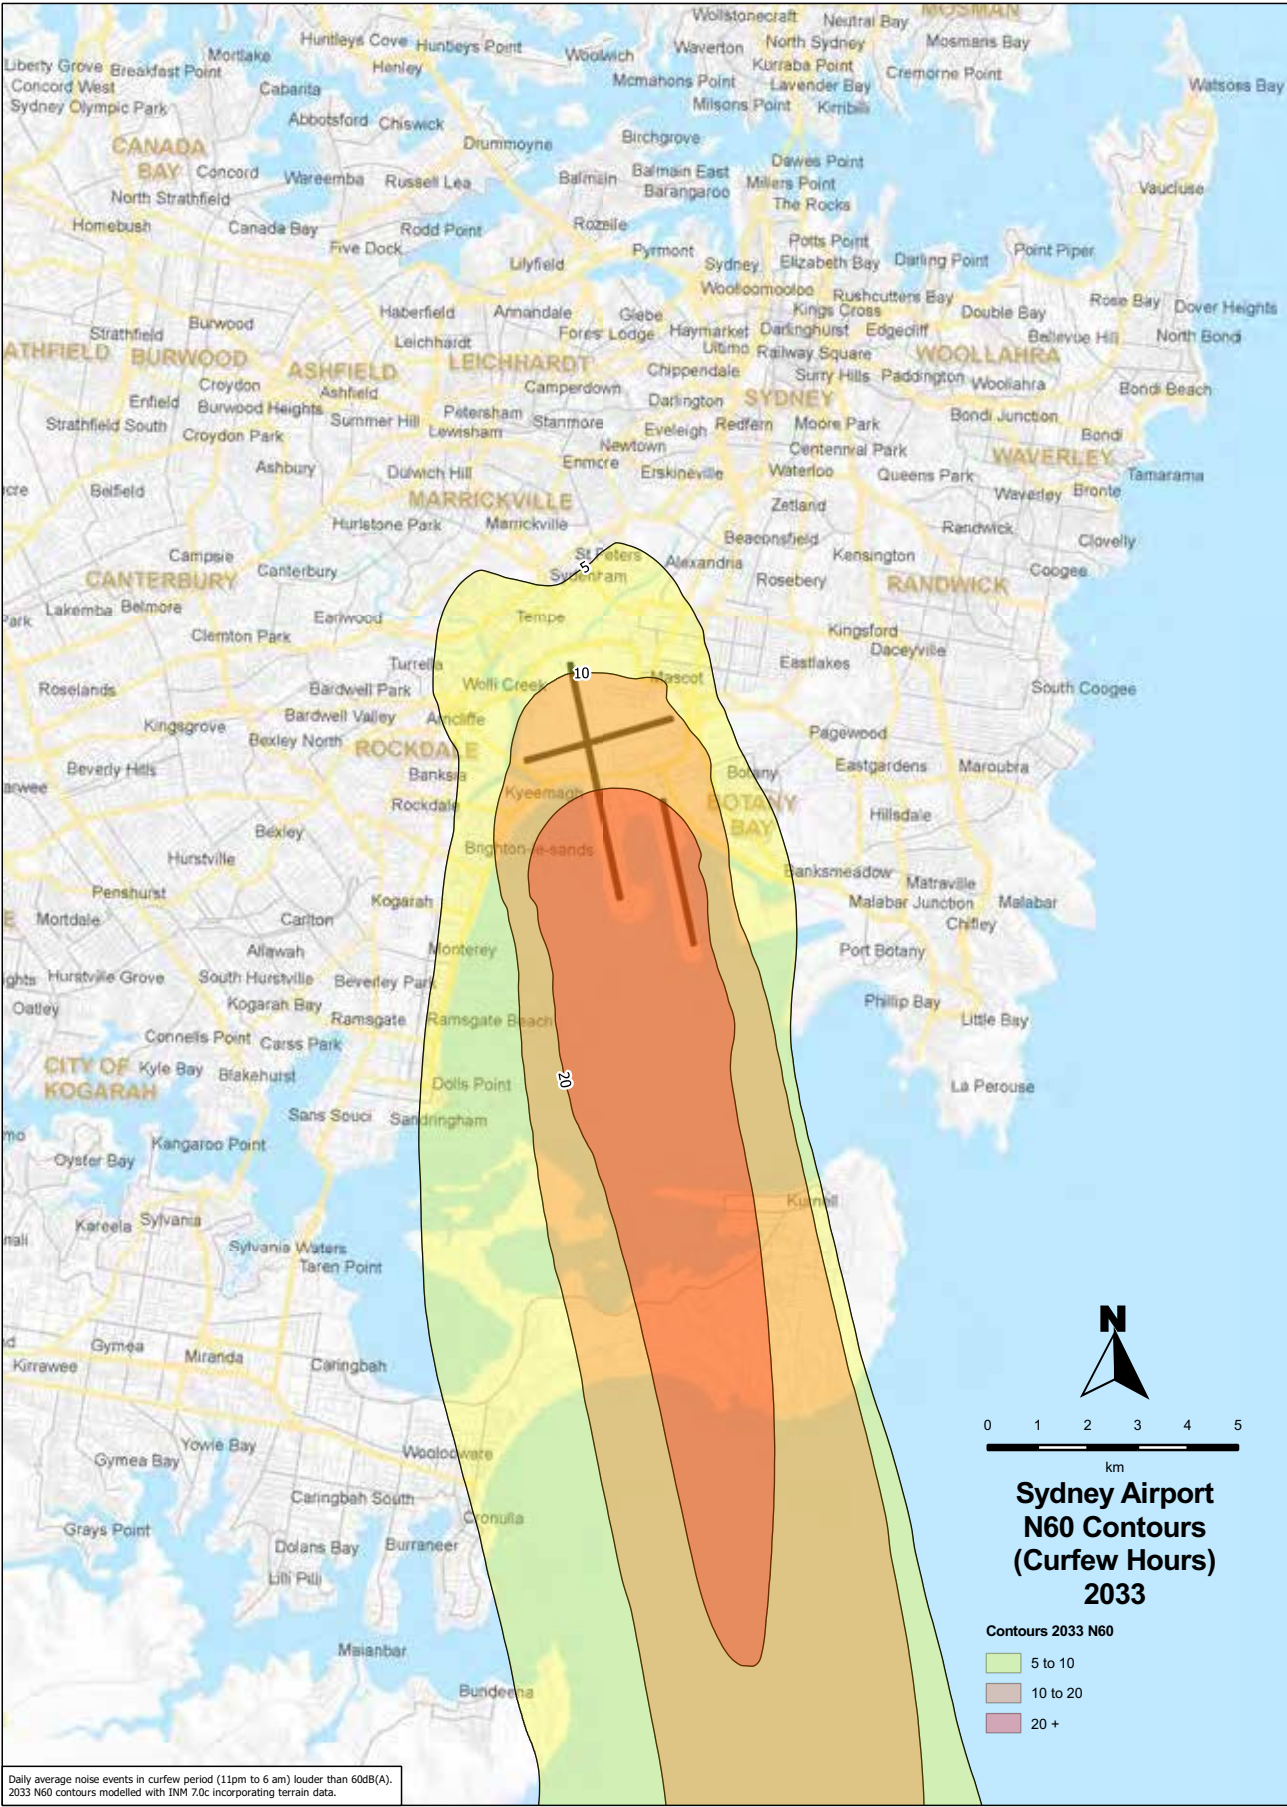 MOSMAN
Wollstonecraft
Neutral Bay
Huntleys Cove
Huntleys Point
Mortlake
Woolwich
Waverton
North Sydney
Mosmans Bay
Liberty Grove
Breakfast Point
Henley
Kurraba Point
Cremorne Point
Concord West
Cabarita
Mcmahons Point
Lavender Bay
Watsons Bay
Sydney Olympic Park
Milsons Point
Kirribilli
Abbotsford
Chiswick
Birchgrove
CANADA
BAY
Drummoyne
Dawes Point
Concord
Wareemba
Russell Lea
Balmain
Balmain East
Millers Point
Vaucluse
North Strathfield
Barangaroo
The Rocks
Homebush
Canada Bay
Rodd Point
Rozelle
Five Dock
Pyrmont
Potts Point
Point Piper
Lilyfield
Sydney
Elizabeth Bay
Darling Point
Woolloomooloo
Rushcutters Bay
Rose Bay
Dover Heights
Haberfield
Annandale
Glebe
Kings Cross
Double Bay
Strathfield
Burwood
Leichhardt
Fores' Lodge
Haymarket
Darlinghurst
Edgecliff
Bellevue Hill
North Bondi
ATHFIELD
BURWOOD
ASHFIELD
LEICHHARDT
Ultimo
Railway Square
WOOLLAHRA
Chippendale
Surry Hills
Paddington
Woollahra
Croydon
Ashfield
Camperdown
Darlington
SYDNEY
Bondi Beach
Enfield
Burwood Heights
Summer Hill
Petersham
Stanmore
Eveleigh
Redfern
Moore Park
Bondi Junction
Strathfield South
Croydon Park
Lewisham
Newtown
Centennial Park
Bondi
Ashbury
Dulwich Hill
Enmore
Erskineville
Waterloo
Queens Park
WAVERLEY
Tamarama
cre
Belfield
MARRICKVILLE
Zetland
Waverley
Bronte
Hurlstone Park
Marrickville
Beaconsfield
Randwick
Clovelly
Campsie
Canterbury
St Peters
5
Alexandria
Kensington
Coogee
CANTERBURY
Sydenham
Rosebery
RANDWICK
Park
Lakemba
Belmore
Earlwood
Tempe
Clemton Park
Kingsford
Daceyville
Turrella
Eastlakes
Roselands
Bardwell Park
Wolli Creek
10
Mascot
South Coogee
Kingsgrove
Bardwell Valley
Arncliffe
Pagewood
Bexley North
ROCKDALE
Beverly Hills
Banksia
Botany
Eastgardens
Maroubra
arwee
Rockdale
Kyeemagh
BOTANY
BAY
Hillsdale
Bexley
Hurstville
Brighton-le-sands
Banksmeadow
Matraville
Penshurst
Kogarah
Malabar Junction
Malabar
E
Mortdale
Carlton
Chifley
Allawah
Monterey
Port Botany
ghts
Hurstville Grove
South Hurstville
Beverley Park
Oatley
Kogarah Bay
Ramsgate
Ramsgate Beach
Phillip Bay
Little Bay
Connells Point
Carss Park
CITY OF
KOGARAH
Kyle Bay
Blakehurst
20
Dolls Point
La Perouse
Sans Souci
Sandringham
mo
Kangaroo Point
Oyster Bay
Kareela
Sylvania
Kurnell
nali
Sylvania Waters
Taren Point
N
Gymea
Miranda
Kirrawee
Caringbah
0 1 2 3 4 5
km
Yowie Bay
Woolooware
Gymea Bay
Sydney Airport
N60 Contours
(Curfew Hours)
2033
Caringbah South
Cronulla
Grays Point
Dolans Bay
Burraneer
Lilli Pilli
Contours 2033 N60
5 to 10
10 to 20
20 +
Maianbar
Bundeena
Daily average noise events in curfew period (11pm to 6 am) louder than 60dB(A).
2033 N60 contours modelled with INM 7.0c incorporating terrain data.